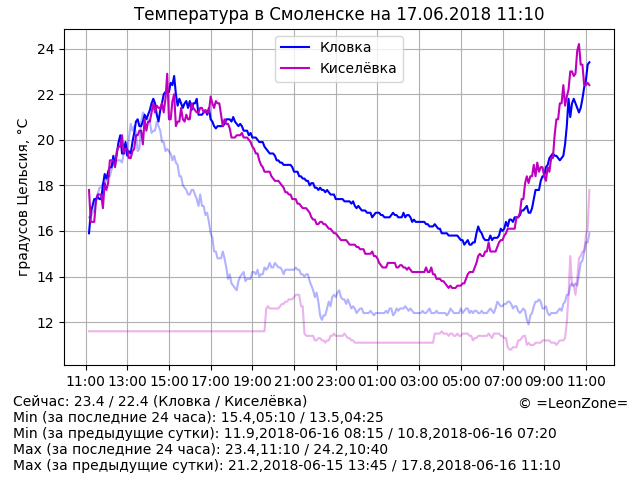 Температура в Смоленске на 17.06.2018 11:10
Кловка
Киселёвка
градусов Цельсия, °C
24
22
20
18
16
14
12
11:00 13:00 15:00 17:00 19:00 21:00 23:00 01:00 03:00 05:00 07:00 09:00 11:00
Сейчас: 23.4 / 22.4 (Кловка / Киселёвка)
© =LeonZone=
Min (за последние 24 часа): 15.4,05:10 / 13.5,04:25
Min (за предыдущие сутки): 11.9,2018-06-16 08:15 / 10.8,2018-06-16 07:20
Max (за последние 24 часа): 23.4,11:10 / 24.2,10:40
Max (за предыдущие сутки): 21.2,2018-06-15 13:45 / 17.8,2018-06-16 11:10